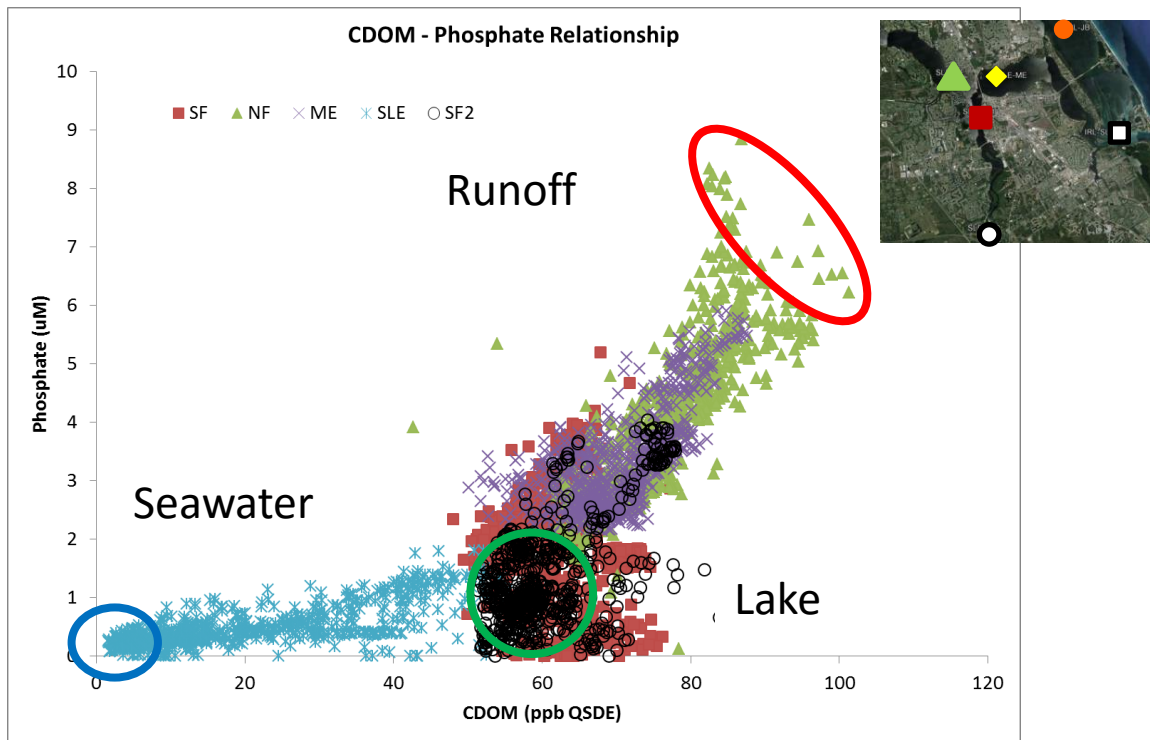 CDOM - Phosphate Relationship
SF NF ME SLE SF2
Runoff
Seawater
Lake
Phosphate (uM)
10
9
8
7
6
5
4
3
2
1
0
0 20 40 60 80 100 120
CDOM (ppb QSDE)
E-ME